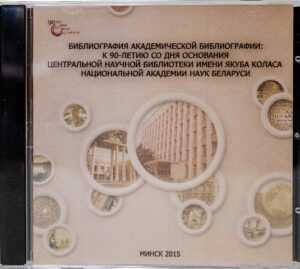 БИБЛИОГРАФИЯ АКАДЕМИЧЕСКОЙ БИБЛИОГРАФИИ:
К 90-ЛЕТИЮ СО ДНЯ ОСНОВАНИЯ
ЦЕНТРАЛЬНОЙ НАУЧНОЙ БИБЛИОТЕКИ ИМЕНИ ЯКУБА КОЛАСА
НАЦИОНАЛЬНОЙ АКАДЕМИИ НАУК БЕЛАРУСИ
МИНСК 2015